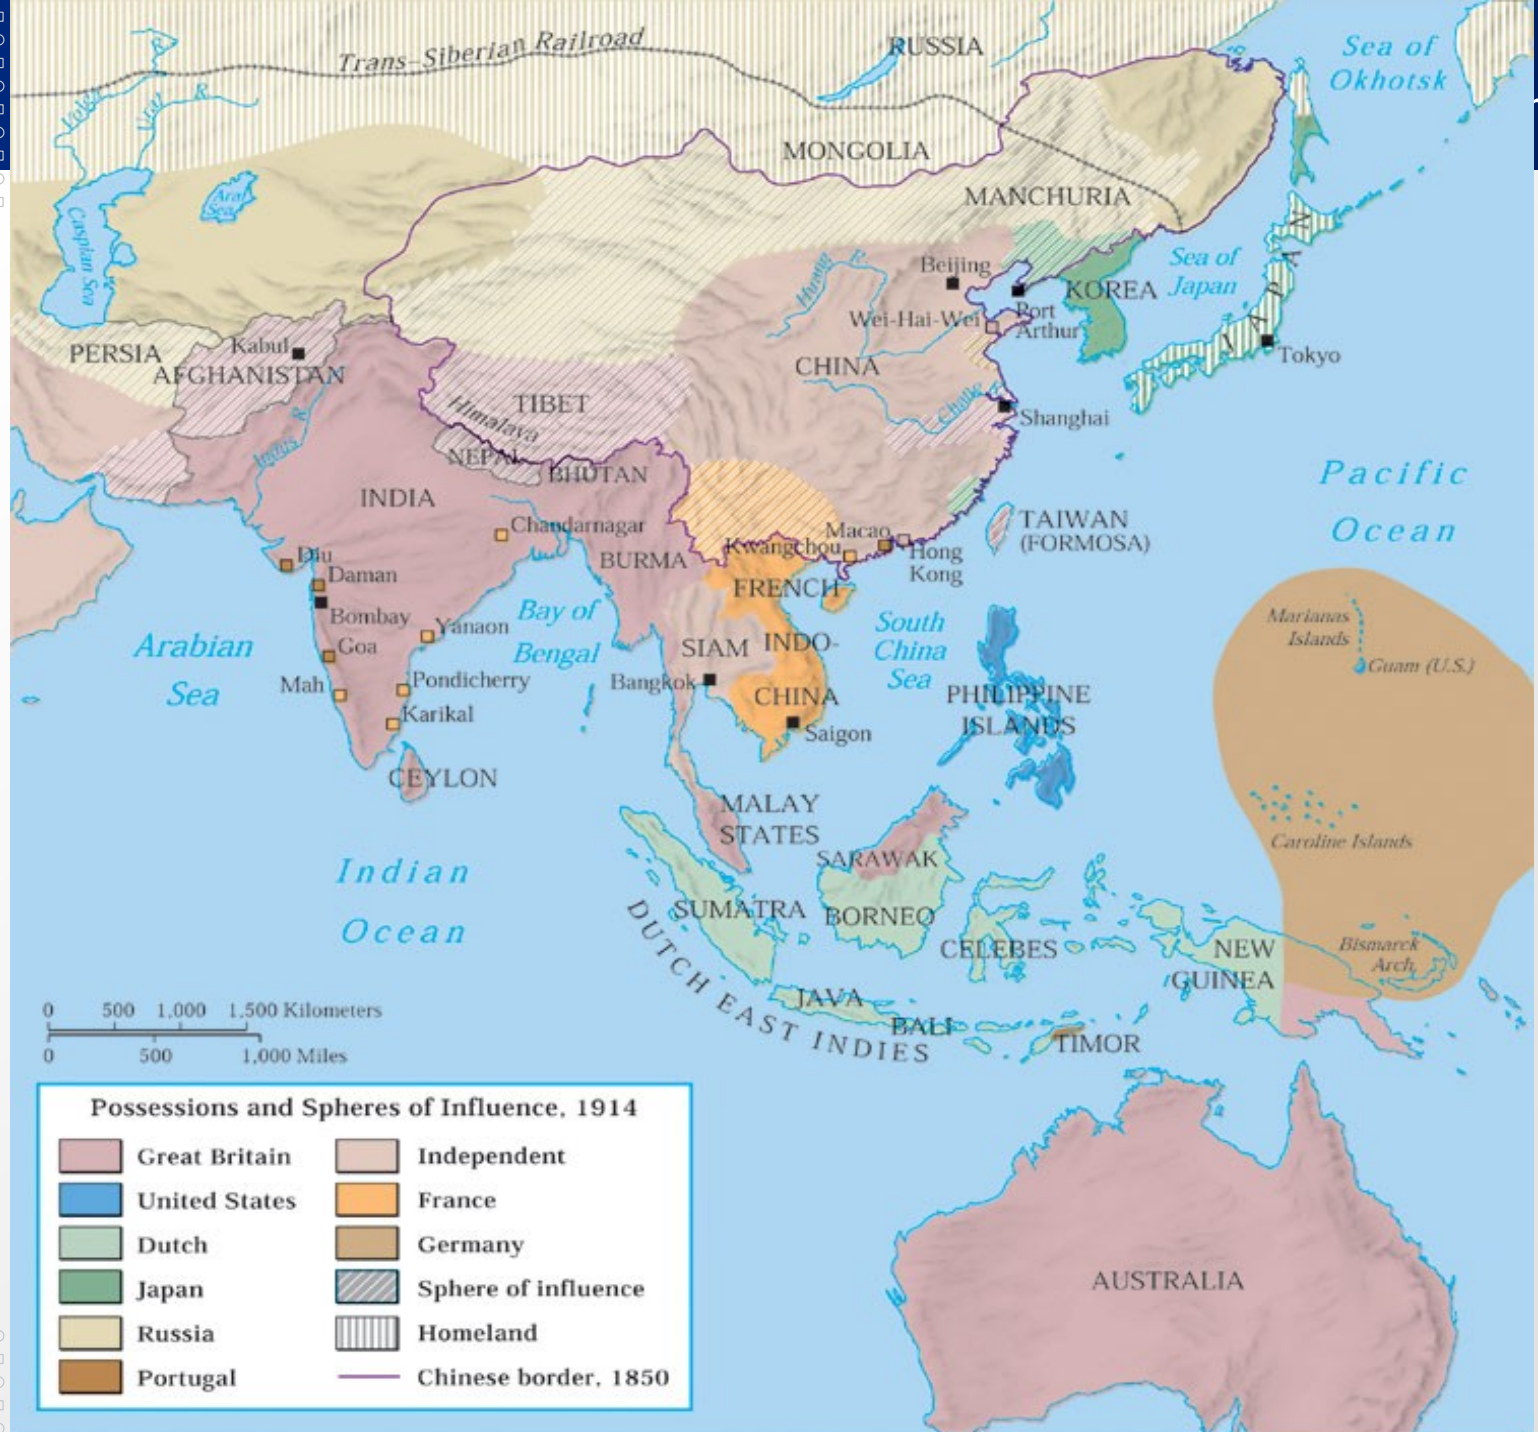 Trans-Siberian Railroad
RUSSIA
Sea of
Okhotsk
Volga R.
Ural R.
MONGOLIA
MANCHURIA
Aral
Sea
Caspian Sea
JAPAN
Sea of
Japan
Huang R.
Beijing
KOREA
Port
Arthur
Wei-Hai-Wei
PERSIA
Kabul
AFGHANISTAN
CHINA
Tokyo
TIBET
Himalaya
Chang R.
Shanghai
Indus R.
NEPAL
BHUTAN
INDIA
Pacific
Ocean
Chandarnagar
TAIWAN
(FORMOSA)
Macao
Kwangchou
Hong
Kong
BURMA
Diu
Daman
Bombay
FRENCH
INDO-
CHINA
Marianas
Islands
Guam (U.S.)
Arabian
Sea
Goa
Yanaon
Bay of
Bengal
SIAM
South
China
Sea
Mah
Pondicherry
Bangkok
PHILIPPINE
ISLANDS
Karikal
Saigon
CEYLON
MALAY
STATES
Caroline Islands
Indian
Ocean
SARAWAK
SUMATRA
BORNEO
CELEBES
NEW
GUINEA
Bismarck
Arch.
DUTCH EAST INDIES
JAVA
BALI
TIMOR
0 500 1,000 1,500 Kilometers
0 500 1,000 Miles
AUSTRALIA
Possessions and Spheres of Influence, 1914
Great Britain
United States
Dutch
Japan
Russia
Portugal
Independent
France
Germany
Sphere of influence
Homeland
Chinese border, 1850